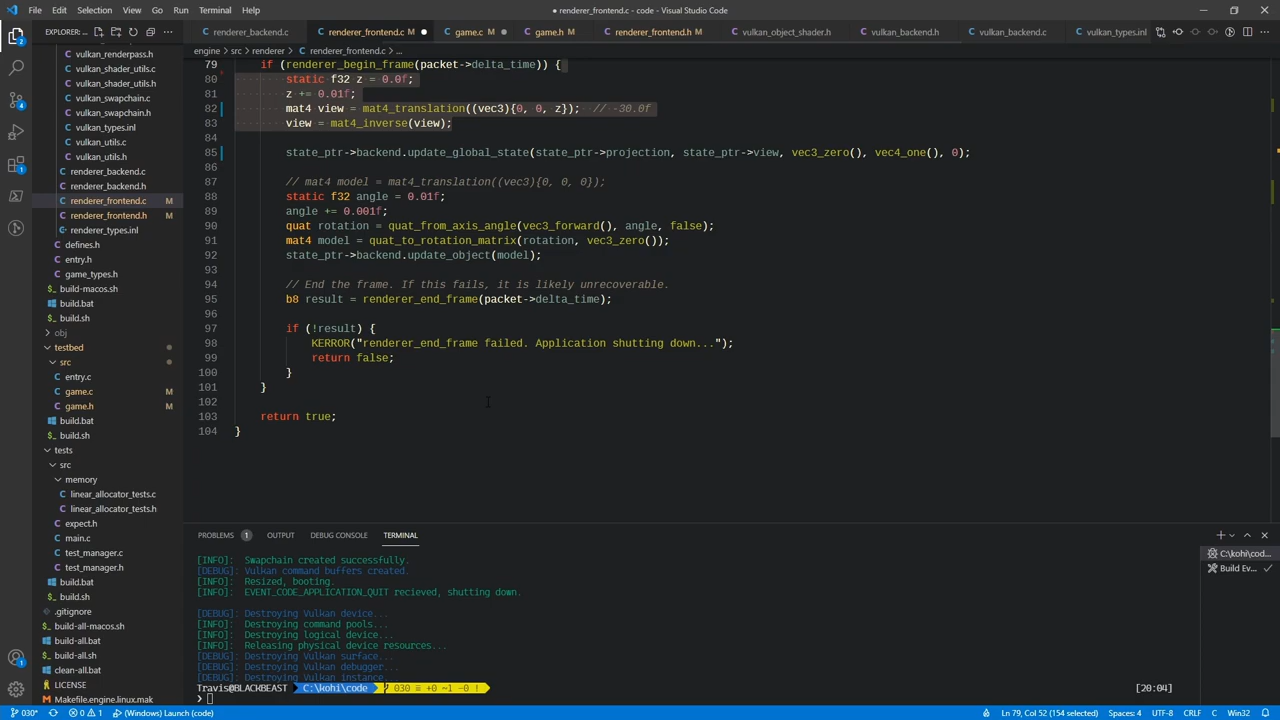 File Edit Selection View Go Run Terminal Help
● renderer_frontend.c - code - Visual Studio Code
EXPLORER: ...
renderer_backend.c renderer_frontend.c M ● game.c M ● game.h M renderer_frontend.h M vulkan_object_shader.h vulkan_backend.h vulkan_backend.c vulkan_types.inl
engine > src > renderer > C renderer_frontend.c > ...
vulkan_renderpass.h
vulkan_shader_utils.c
vulkan_shader_utils.h
vulkan_swapchain.c
vulkan_swapchain.h
vulkan_types.inl
vulkan_utils.c
vulkan_utils.h
renderer_backend.c
renderer_backend.h
renderer_frontend.c M
renderer_frontend.h M
renderer_types.inl
defines.h
entry.h
game_types.h
build-macos.sh
build.bat
build.sh
obj
testbed
src
entry.c
game.c M
game.h M
build.bat
build.sh
tests
src
memory
linear_allocator_tests.c
linear_allocator_tests.h
expect.h
main.c
test_manager.c
test_manager.h
build.bat
build.sh
.gitignore
build-all-macos.sh
build-all.bat
build-all.sh
clean-all.bat
LICENSE
Makefile.engine.linux.mak
79 if (renderer_begin_frame(packet->delta_time)) {
80 static f32 z = 0.0f;
81 z += 0.01f;
82 mat4 view = mat4_translation((vec3){0, 0, z}); // -30.0f
83 view = mat4_inverse(view);
84
85 state_ptr->backend.update_global_state(state_ptr->projection, state_ptr->view, vec3_zero(), vec4_one(), 0);
86
87 // mat4 model = mat4_translation((vec3){0, 0, 0});
88 static f32 angle = 0.01f;
89 angle += 0.001f;
90 quat rotation = quat_from_axis_angle(vec3_forward(), angle, false);
91 mat4 model = quat_to_rotation_matrix(rotation, vec3_zero());
92 state_ptr->backend.update_object(model);
93
94 // End the frame. If this fails, it is likely unrecoverable.
95 b8 result = renderer_end_frame(packet->delta_time);
96
97 if (!result) {
98 KERROR("renderer_end_frame failed. Application shutting down...");
99 return false;
100 }
101 }
102
103 return true;
104 }
PROBLEMS 1 OUTPUT DEBUG CONSOLE TERMINAL
[INFO]: Swapchain created successfully.
[DEBUG]: Vulkan command buffers created.
[INFO]: Resized, booting.
[INFO]: EVENT_CODE_APPLICATION_QUIT recieved, shutting down.
[DEBUG]: Destroying Vulkan device...
[INFO]: Destroying command pools...
[INFO]: Destroying logical device...
[INFO]: Releasing physical device resources...
[DEBUG]: Destroying Vulkan surface...
[DEBUG]: Destroying Vulkan debugger...
[DEBUG]: Destroying Vulkan instance...
Travis@BLACKBEAST C:\kohi\code 030 ≡ +0 ~1 -0 ! [20:04]
C:\kohi\cod...
Build En...
030* 0 1 (Windows) Launch (code) Ln 79, Col 52 (154 selected) Spaces: 4 UTF-8 CRLF C Win32